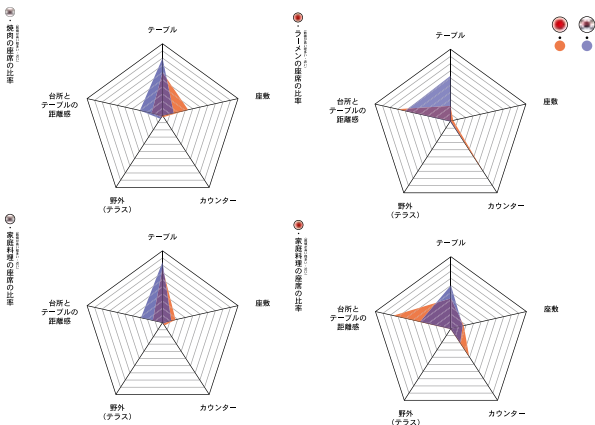 焼肉の座席の比率
テーブル
座敷
カウンター
野外
（テラス）
台所と
テーブルの
距離感
ラーメンの座席の比率
テーブル
座敷
カウンター
野外
（テラス）
台所と
テーブルの
距離感
家庭料理の座席の比率
テーブル
座敷
カウンター
野外
（テラス）
台所と
テーブルの
距離感
家庭料理の座席の比率
テーブル
座敷
カウンター
野外
（テラス）
台所と
テーブルの
距離感